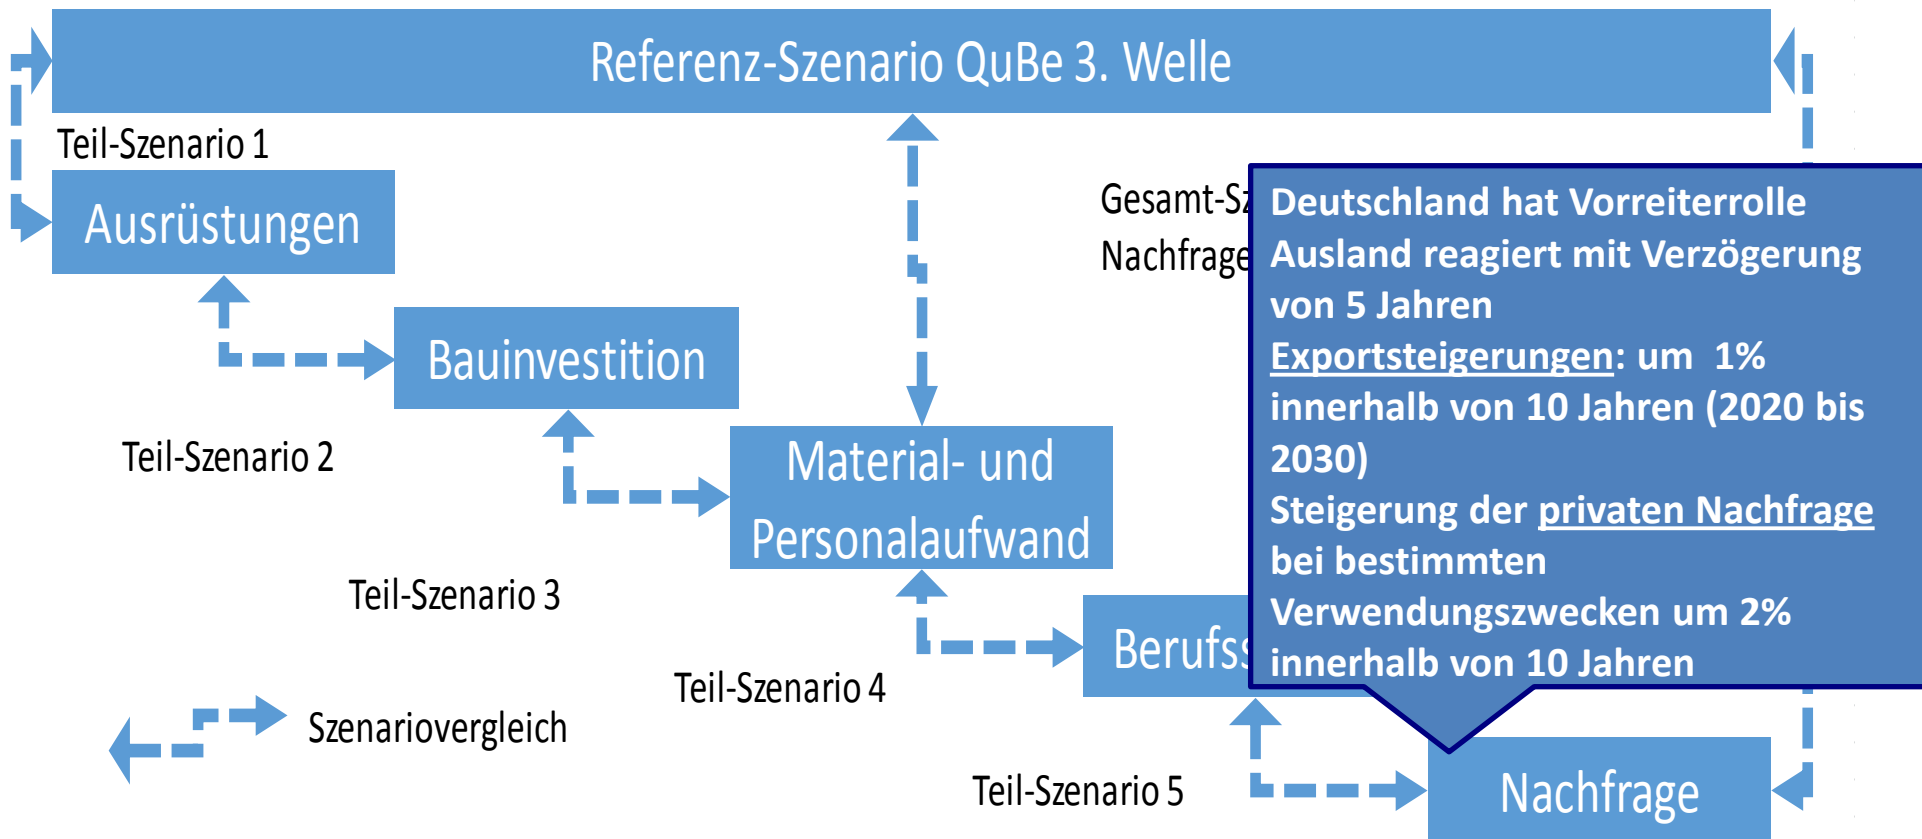 Referenz-Szenario QuBe 3. Welle
Teil-Szenario 1
Ausrüstungen
Gesamt-Sz
Nachfrage
Deutschland hat Vorreiterrolle
Ausland reagiert mit Verzögerung
von 5 Jahren
Exportsteigerungen: um 1%
innerhalb von 10 Jahren (2020 bis
2030)
Steigerung der privaten Nachfrage
bei bestimmten
Verwendungszwecken um 2%
innerhalb von 10 Jahren
Bauinvestition
Teil-Szenario 2
Material- und
Personalaufwand
Teil-Szenario 3
Berufss
Teil-Szenario 4
Szenariovergleich
Teil-Szenario 5
Nachfrage